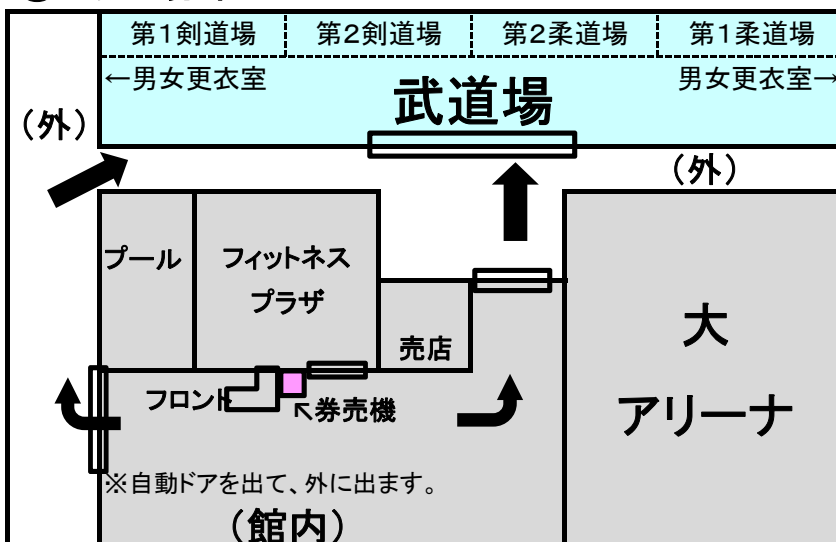 第1剣道場 第2剣道場 第2柔道場 第1柔道場
←男女更衣室 男女更衣室→
武道場
(外)
(外)
プール
フィットネス
プラザ
売店
大
アリーナ
フロント
↖券売機
※自動ドアを出て、外に出ます。
(館内)